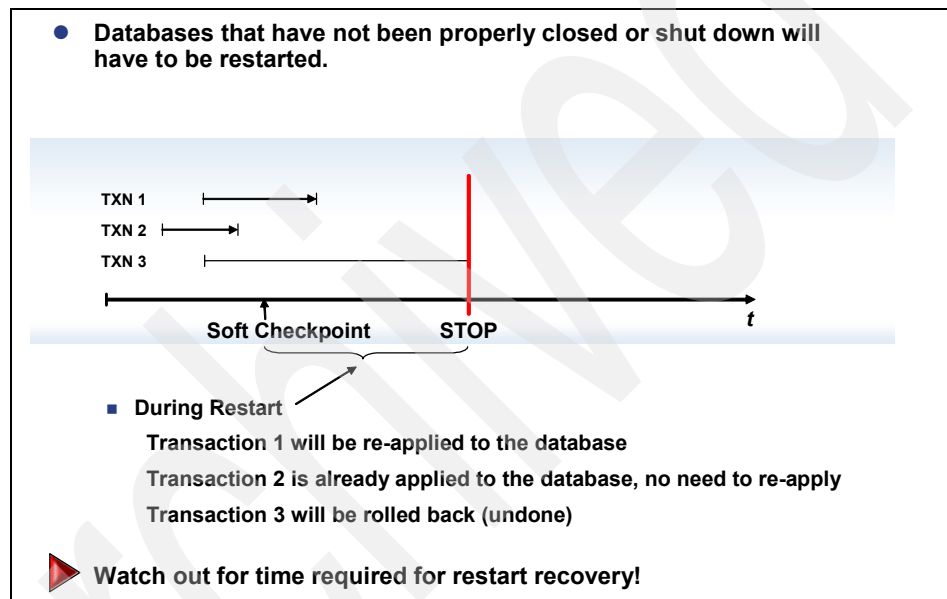 Databases that have not been properly closed or shut down will
have to be restarted.
TXN 1
TXN 2
TXN 3
Soft Checkpoint
STOP
t
During Restart
Transaction 1 will be re-applied to the database
Transaction 2 is already applied to the database, no need to re-apply
Transaction 3 will be rolled back (undone)
Watch out for time required for restart recovery!